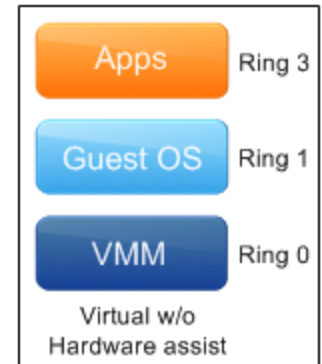 Apps
Ring 3
Guest OS
Ring 1
VMM
Ring 0
Virtual w/o
Hardware assist